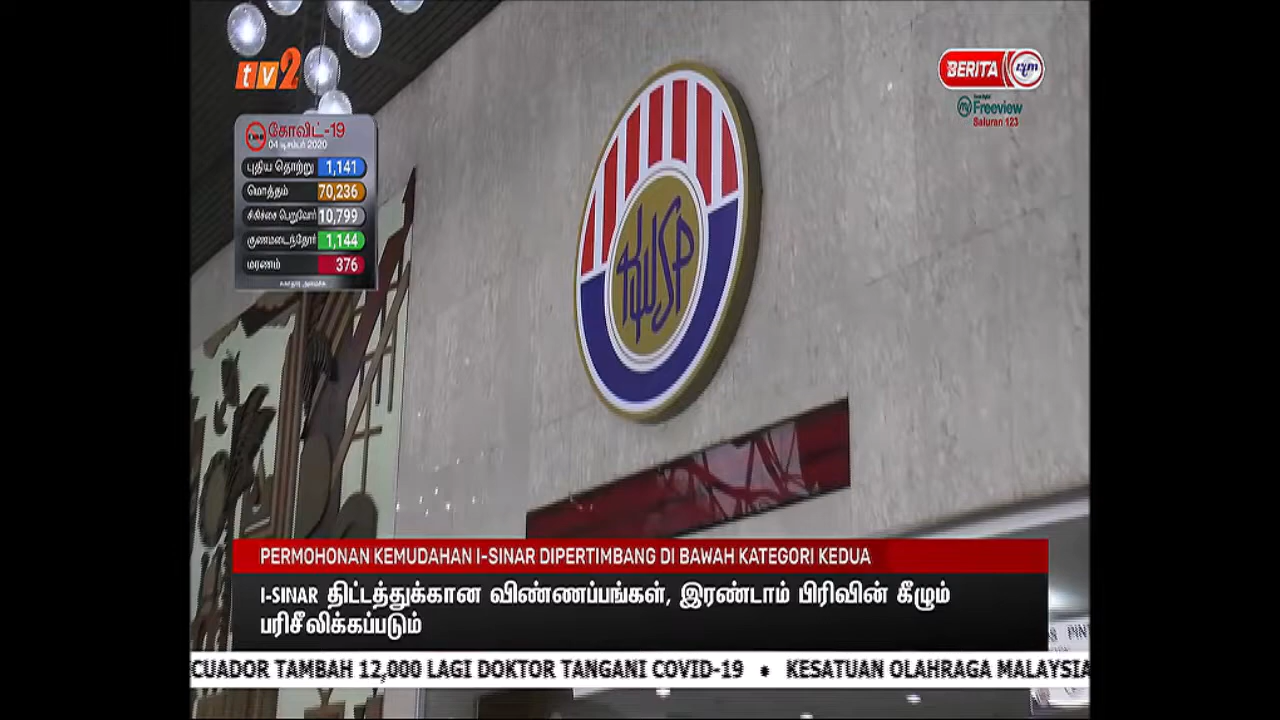 tv2
BERITA rtm
myFreeview
Saluran 123
கோவிட்-19
04 டிசம்பர் 2020
புதிய தொற்று 1,141
மொத்தம் 70,236
சிகிச்சை பெறுவோர் 10,799
குணமடைந்தோர் 1,144
மரணம் 376
KWSP
PERMOHONAN KEMUDAHAN I-SINAR DIPERTIMBANG DI BAWAH KATEGORI KEDUA
I-SINAR திட்டத்துக்கான விண்ணப்பங்கள், இரண்டாம் பிரிவின் கீழும்
பரிசீலிக்கப்படும்
CUADOR TAMBAH 12,000 LAGI DOKTOR TANGANI COVID-19 • KESATUAN OLAHRAGA MALAYSIA